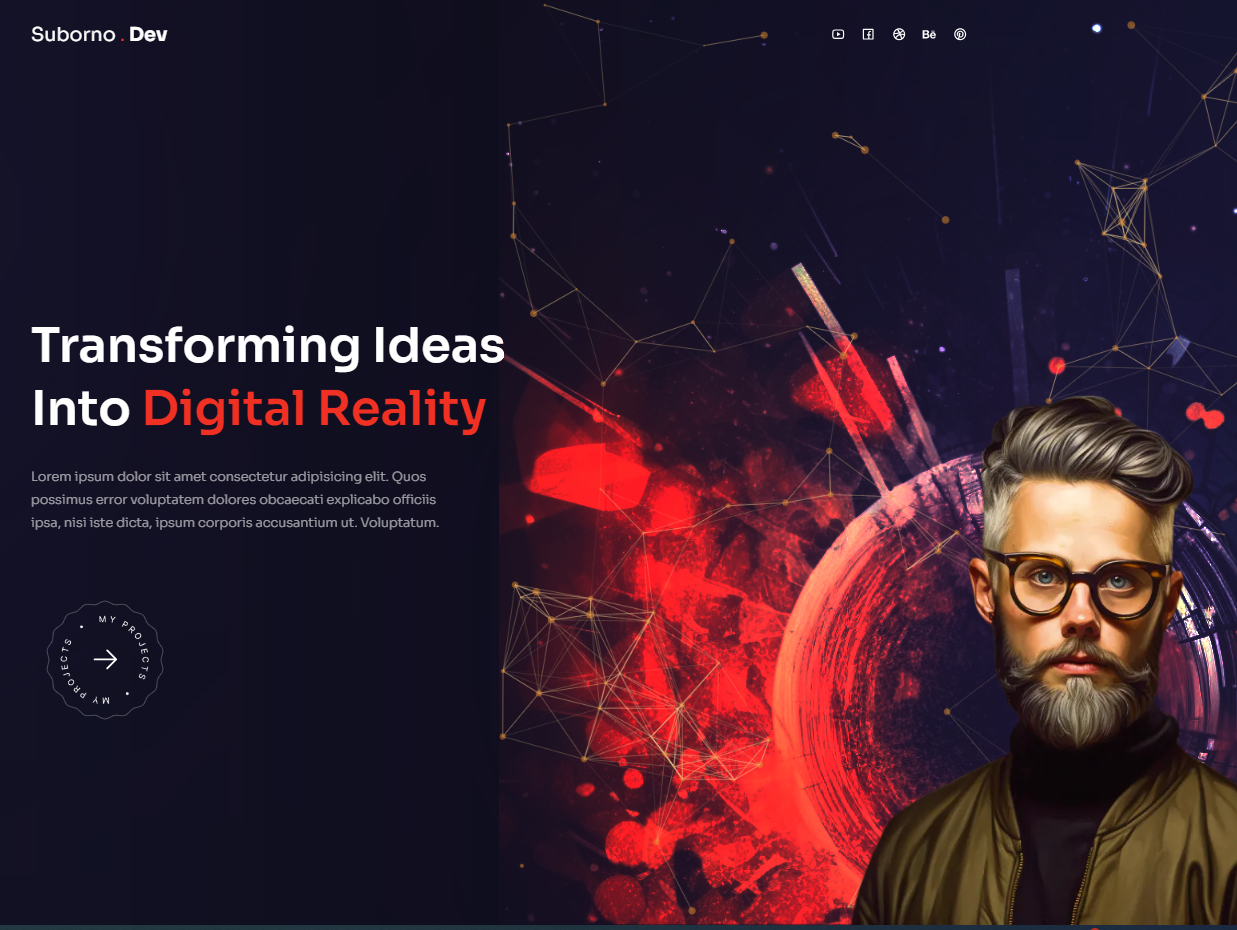 Suborno . Dev
Bē
Transforming Ideas
Into Digital Reality
Lorem ipsum dolor sit amet consectetur adipisicing elit. Quos
possimus error voluptatem dolores obcaecati explicabo officiis
ipsa, nisi iste dicta, ipsum corporis accusantium ut. Voluptatum.
MY PROJECTS • MY PROJECTS •